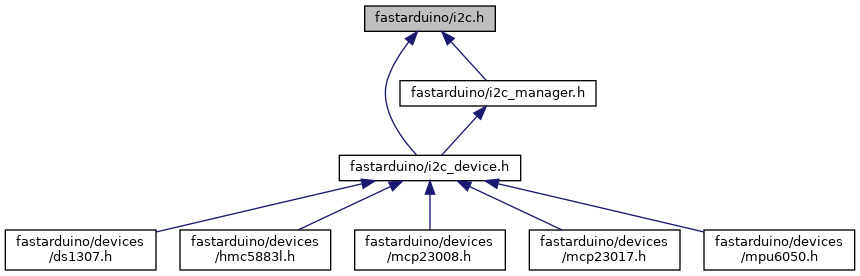 fastarduino/i2c.h
fastarduino/i2c_manager.h
fastarduino/i2c_device.h
fastarduino/devices
/ds1307.h
fastarduino/devices
/hmc5883l.h
fastarduino/devices
/mcp23008.h
fastarduino/devices
/mcp23017.h
fastarduino/devices
/mpu6050.h